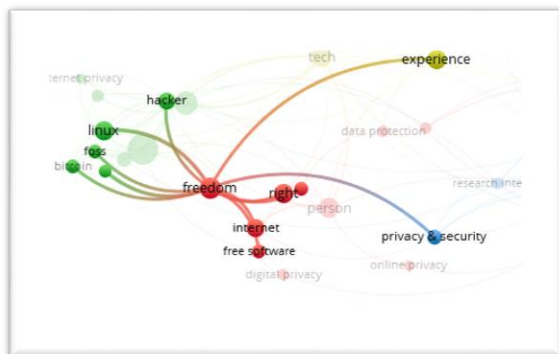 tech
experience
ternet privacy
hacker
linux
data protection
foss
bitcoin
freedom
right
research inte
person
internet
privacy & security
free software
online privacy
digital privacy